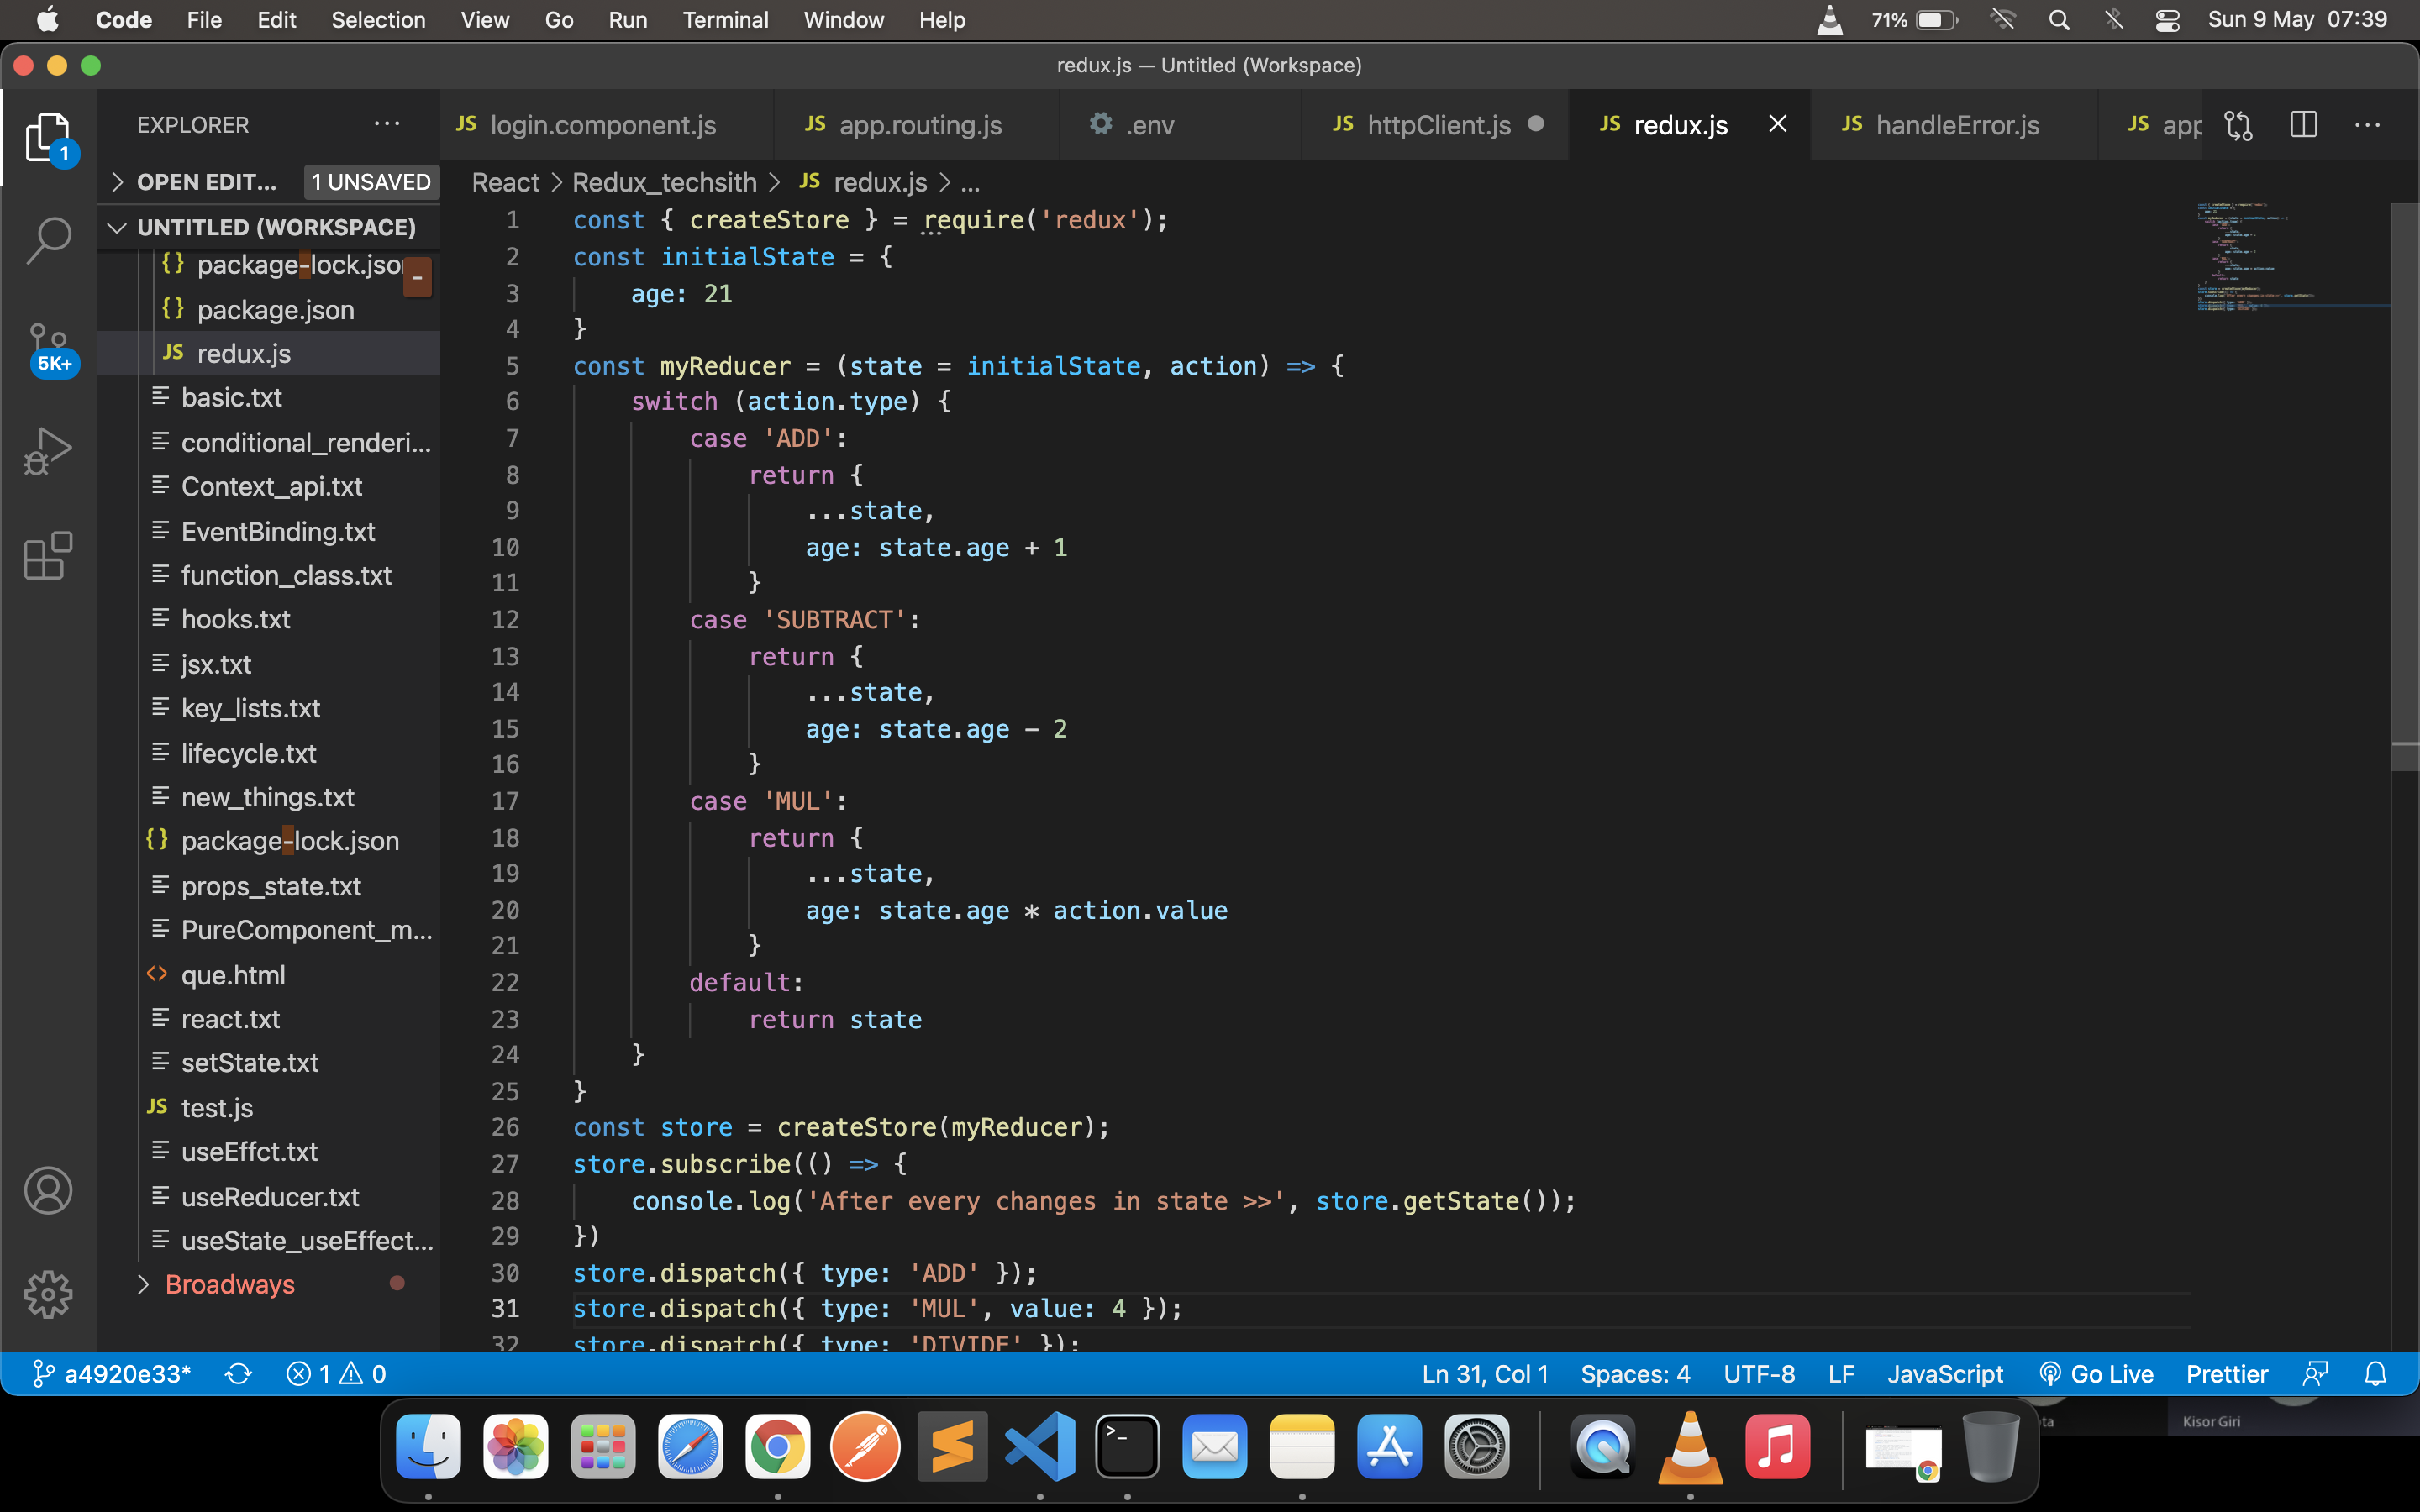 Code File Edit Selection View Go Run Terminal Window Help 71% Sun 9 May 07:39
redux.js — Untitled (Workspace)
EXPLORER ...
JS login.component.js JS app.routing.js .env JS httpClient.js JS redux.js JS handleError.js JS app ...
1
OPEN EDIT... 1 UNSAVED
React > Redux_techsith > JS redux.js > ...
UNTITLED (WORKSPACE)
{} package-lock.json
-
{} package.json
JS redux.js
5K+
basic.txt
conditional_renderi...
Context_api.txt
EventBinding.txt
function_class.txt
hooks.txt
jsx.txt
key_lists.txt
lifecycle.txt
new_things.txt
{} package-lock.json
props_state.txt
PureComponent_m...
<> que.html
react.txt
setState.txt
JS test.js
useEffct.txt
useReducer.txt
useState_useEffect...
Broadways
1 const { createStore } = require('redux');
2 const initialState = {
3 age: 21
4 }
5 const myReducer = (state = initialState, action) => {
6 switch (action.type) {
7 case 'ADD':
8 return {
9 ...state,
10 age: state.age + 1
11 }
12 case 'SUBTRACT':
13 return {
14 ...state,
15 age: state.age - 2
16 }
17 case 'MUL':
18 return {
19 ...state,
20 age: state.age * action.value
21 }
22 default:
23 return state
24 }
25 }
26 const store = createStore(myReducer);
27 store.subscribe(() => {
28 console.log('After every changes in state >>', store.getState());
29 })
30 store.dispatch({ type: 'ADD' });
31 store.dispatch({ type: 'MUL', value: 4 });
32 store.dispatch({ type: 'DIVIDE' });
a4920e33* 1 0 Ln 31, Col 1 Spaces: 4 UTF-8 LF JavaScript Go Live Prettier
Kisor Giri